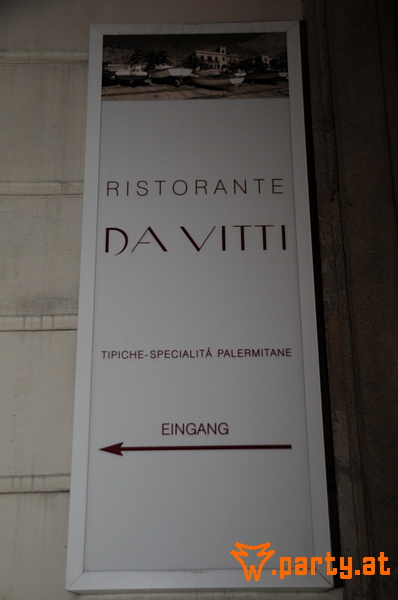 RISTORANTE
DA VITTI
TIPICHE-SPECIALITÁ PALERMITANE
EINGANG
w.party.at